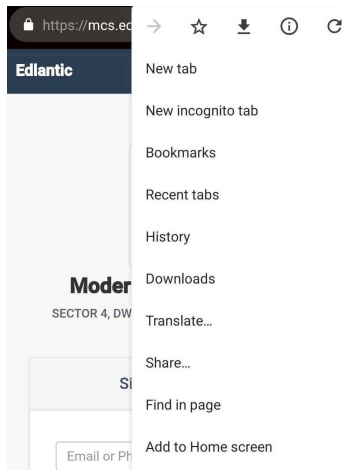 https://mcs.ed
Edlantic
New tab
New incognito tab
Bookmarks
Recent tabs
History
Downloads
Translate...
Share...
Find in page
Add to Home screen
Moder
SECTOR 4, DW
Si
Email or Ph